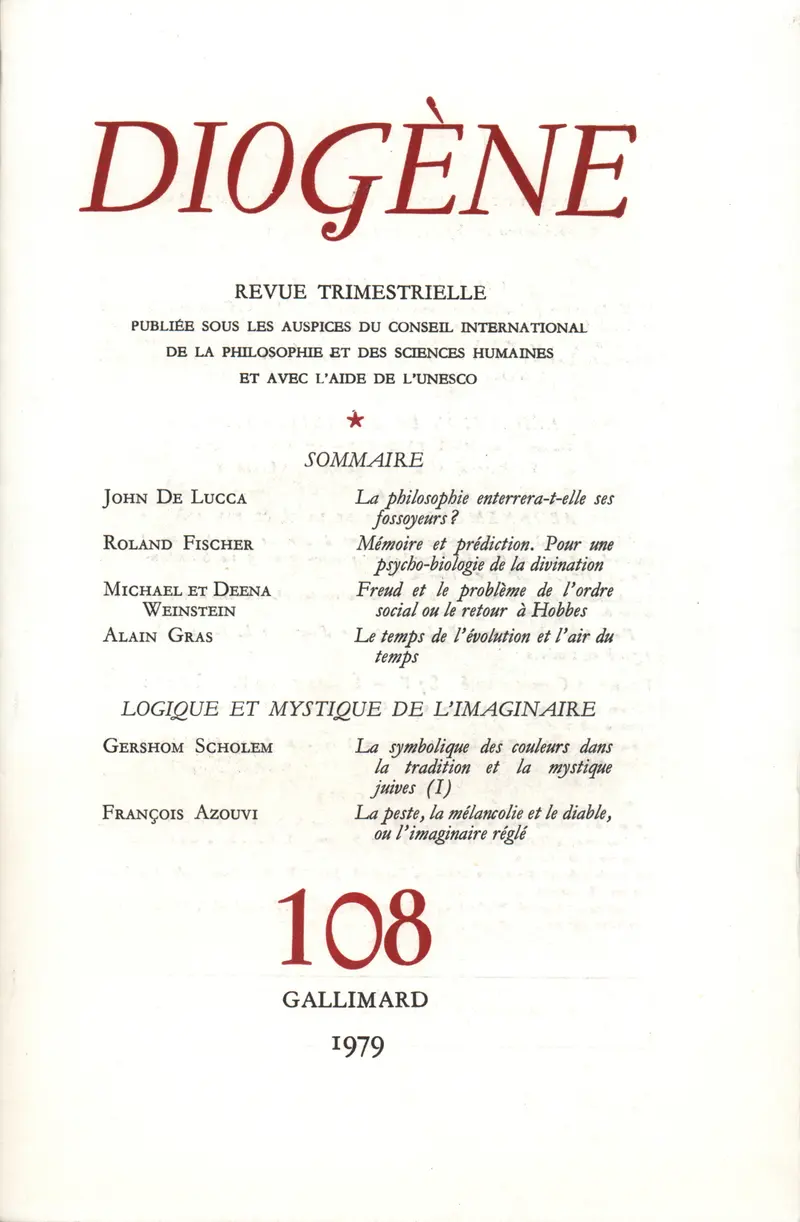 DIOGÈNE
REVUE TRIMESTRIELLE
PUBLIÉE SOUS LES AUSPICES DU CONSEIL INTERNATIONAL
DE LA PHILOSOPHIE ET DES SCIENCES HUMAINES
ET AVEC L'AIDE DE L'UNESCO
SOMMAIRE
JOHN DE LUCCA La philosophie enterrera-t-elle ses
fossoyeurs ?
ROLAND FISCHER Mémoire et prédiction. Pour une
psycho-biologie de la divination
MICHAEL ET DEENA Freud et le problème de l'ordre
WEINSTEIN social ou le retour à Hobbes
ALAIN GRAS Le temps de l'évolution et l'air du
temps
LOGIQUE ET MYSTIQUE DE L'IMAGINAIRE
GERSHOM SCHOLEM La symbolique des couleurs dans
la tradition et la mystique
juives (I)
FRANÇOIS AZOUVI La peste, la mélancolie et le diable,
ou l'imaginaire réglé
108
GALLIMARD
1979